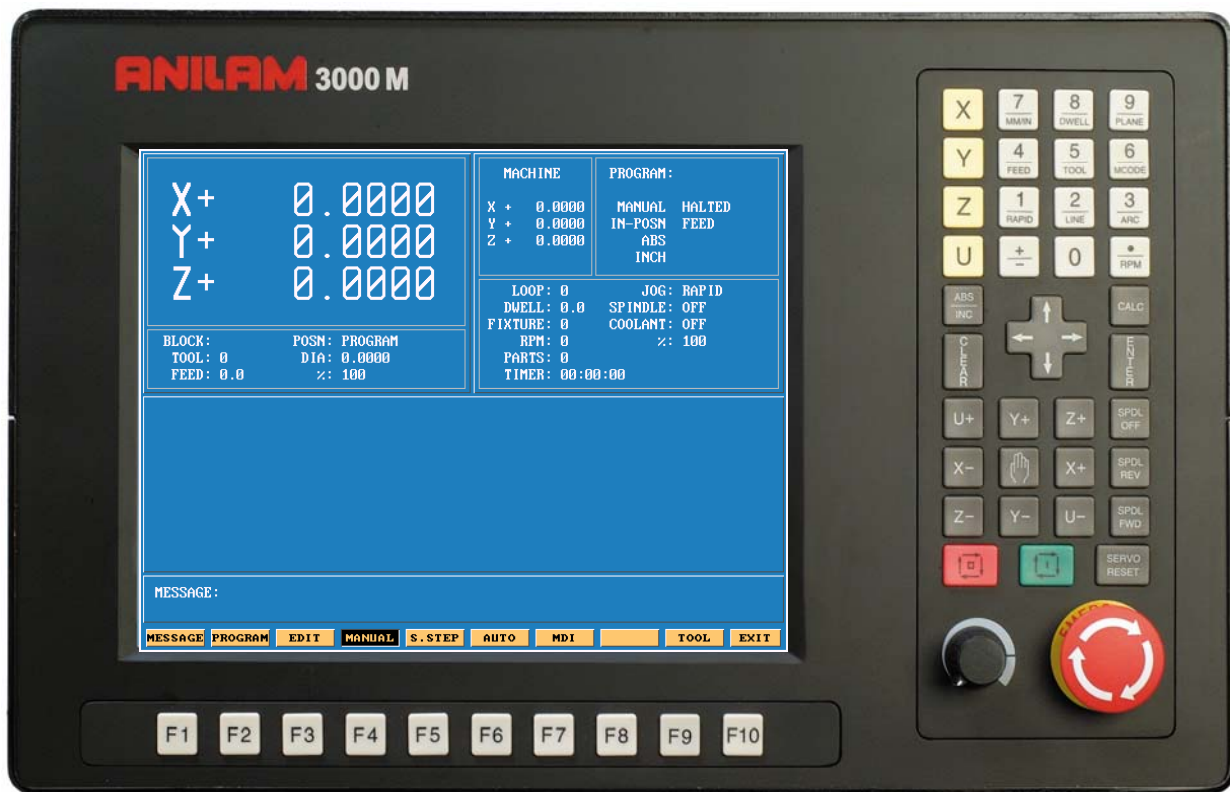 ANILAM 3000 M
X+ 0.0000
Y+ 0.0000
Z+ 0.0000
BLOCK: POSN: PROGRAM
TOOL: 0 DIA: 0.0000
FEED: 0.0 %: 100
MACHINE
X + 0.0000
Y + 0.0000
Z + 0.0000
PROGRAM:
MANUAL HALTED
IN-POSN FEED
ABS
INCH
LOOP: 0 JOG: RAPID
DWELL: 0.0 SPINDLE: OFF
FIXTURE: 0 COOLANT: OFF
RPM: 0 %: 100
PARTS: 0
TIMER: 00:00:00
MESSAGE:
MESSAGE PROGRAM EDIT MANUAL S.STEP AUTO MDI TOOL EXIT
F1 F2 F3 F4 F5 F6 F7 F8 F9 F10
X 7 MM/IN 8 DWELL 9 PLANE
Y 4 FEED 5 TOOL 6 MCODE
Z 1 RAPID 2 LINE 3 ARC
U +/- 0 • RPM
ABS INC CALC
CLEAR ENTER
U+ Y+ Z+ SPDL OFF
X- X+ SPDL REV
Z- Y- U- SPDL FWD
SERVO RESET